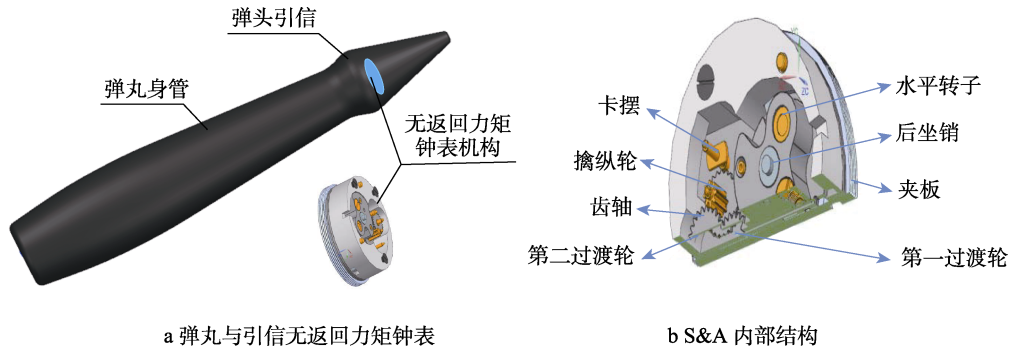 弹头引信
弹丸身管
无返回力矩
钟表机构
卡摆
擒纵轮
齿轴
第二过渡轮
水平转子
后坐销
夹板
第一过渡轮
a 弹丸与引信无返回力矩钟表
b S&A 内部结构